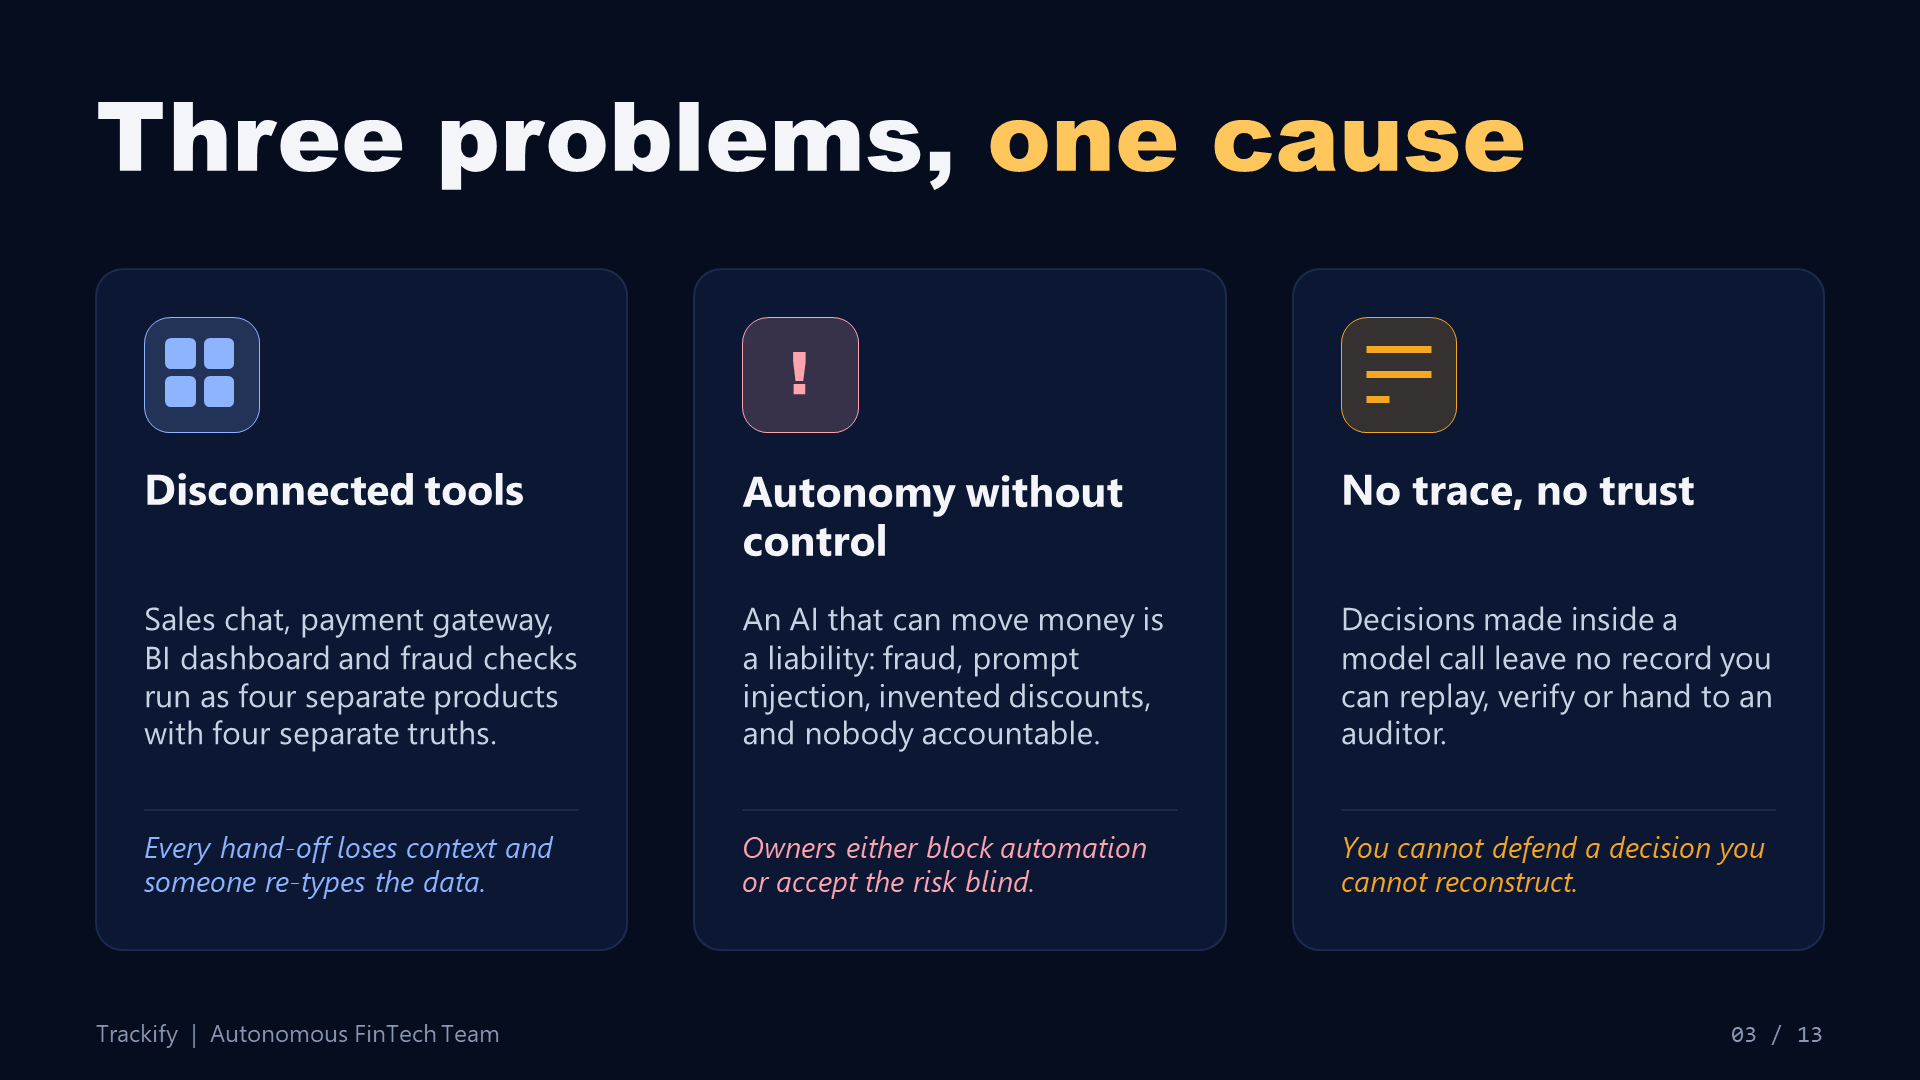 Three problems, one cause
!
Disconnected tools
Sales chat, payment gateway,
BI dashboard and fraud checks
run as four separate products
with four separate truths.
Every hand-off loses context and
someone re-types the data.
Autonomy without
control
An AI that can move money is
a liability: fraud, prompt
injection, invented discounts,
and nobody accountable.
Owners either block automation
or accept the risk blind.
No trace, no trust
Decisions made inside a
model call leave no record you
can replay, verify or hand to an
auditor.
You cannot defend a decision you
cannot reconstruct.
Trackify | Autonomous FinTech Team
03 / 13